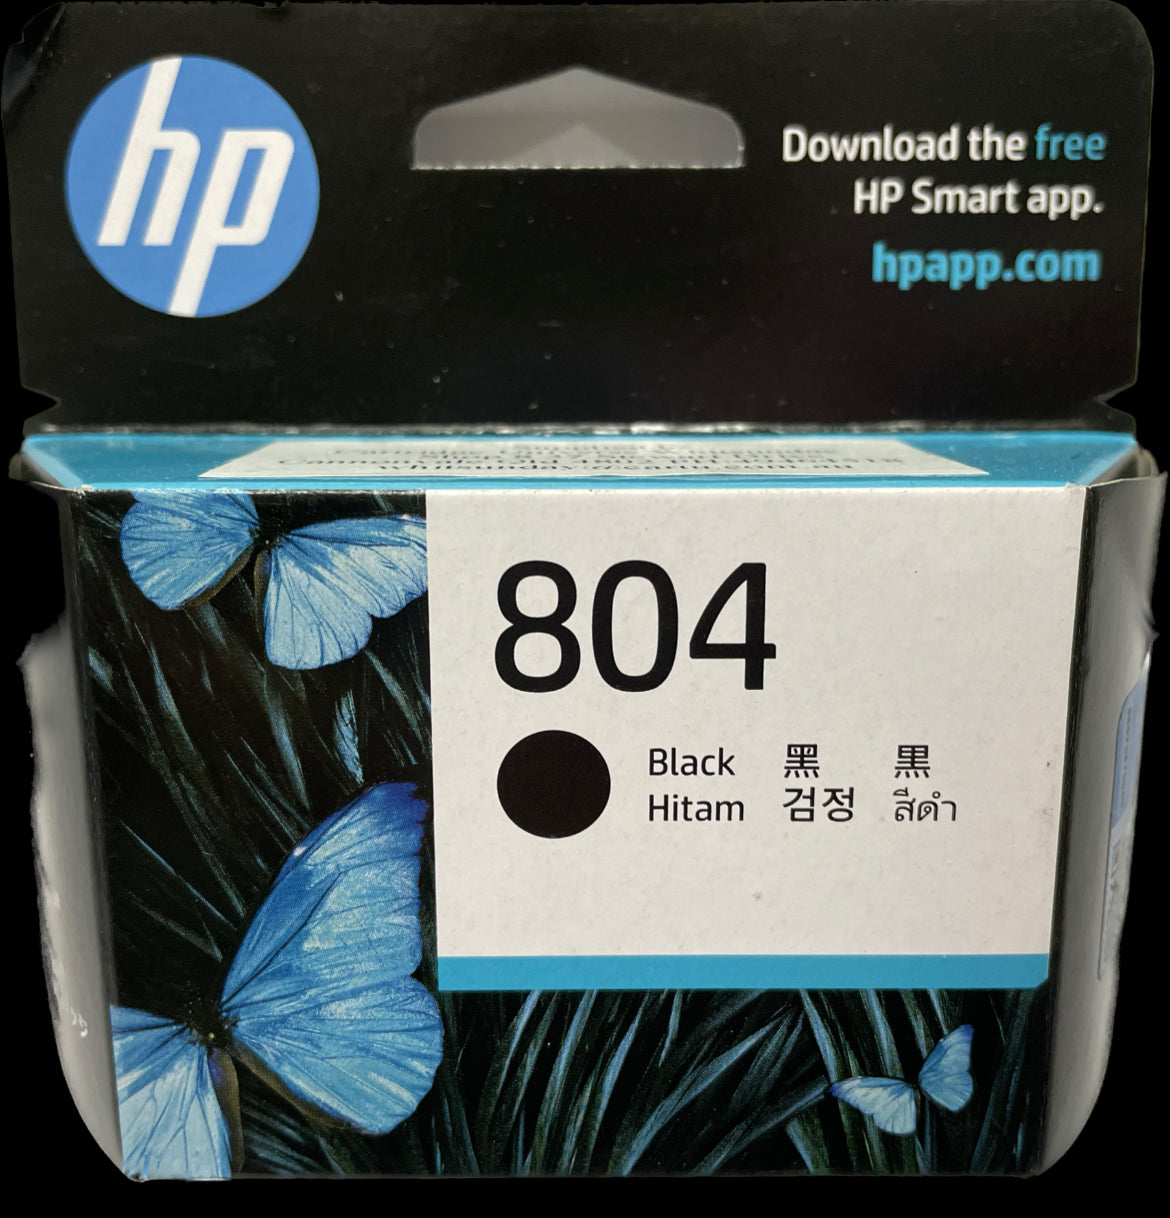 hp
Download the free
HP Smart app.
hpapp.com
804
Black 黑 黒
Hitam 검정 สีดำ